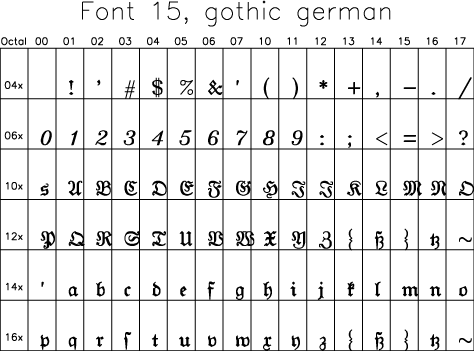 Font 15, gothic german
Octal 00 01 02 03 04 05 06 07 10 11 12 13 14 15 16 17
04x ! ’ # $ % & ' ( ) * + , − . /
06x 0 1 2 3 4 5 6 7 8 9 : ; < = > ?
10x s A B C D E F G H I J K L M N O
12x P Q R S T U V W X Y Z { ß } tz ~
14x ' a b c d e f g h i j k l m n o
16x p q r ſ t u v w x y z { ß } tz ~